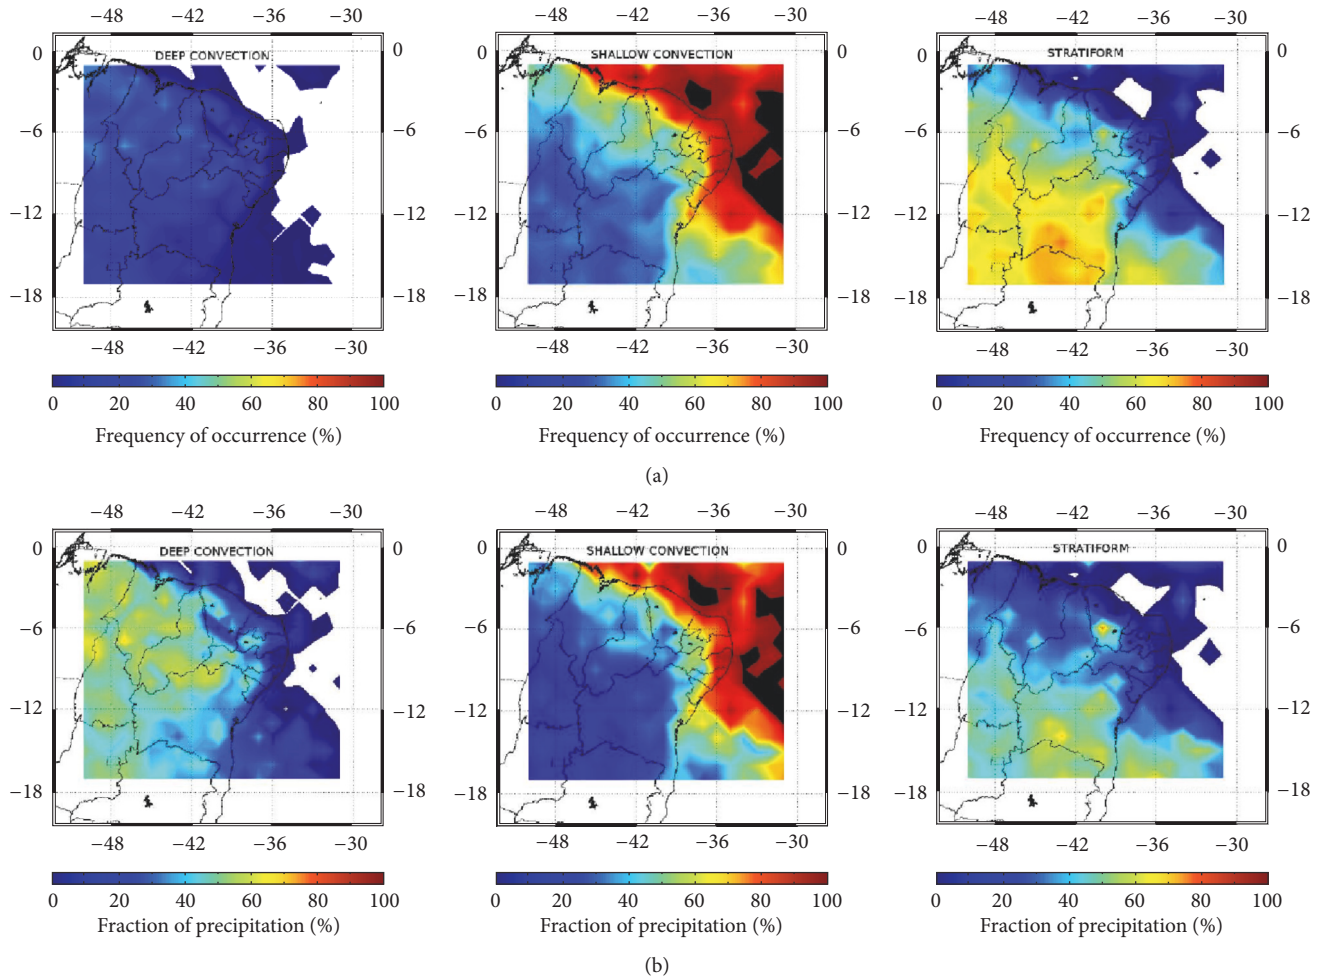 −48 −42 −36 −30 −48 −42 −36 −30 −48 −42 −36 −30
0 DEEP CONVECTION 0 0 SHALLOW CONVECTION 0 0 STRATIFORM 0
−6 −6 −6 −6 −6 −6
−12 −12 −12 −12 −12 −12
−18 −18 −18 −18 −18 −18
−48 −42 −36 −30 −48 −42 −36 −30 −48 −42 −36 −30
0 20 40 60 80 100 0 20 40 60 80 100 0 20 40 60 80 100
Frequency of occurrence (%) Frequency of occurrence (%) Frequency of occurrence (%)
(a)
−48 −42 −36 −30 −48 −42 −36 −30 −48 −42 −36 −30
0 DEEP CONVECTION 0 0 SHALLOW CONVECTION 0 0 STRATIFORM 0
−6 −6 −6 −6 −6 −6
−12 −12 −12 −12 −12 −12
−18 −18 −18 −18 −18 −18
−48 −42 −36 −30 −48 −42 −36 −30 −48 −42 −36 −30
0 20 40 60 80 100 0 20 40 60 80 100 0 20 40 60 80 100
Fraction of precipitation (%) Fraction of precipitation (%) Fraction of precipitation (%)
(b)